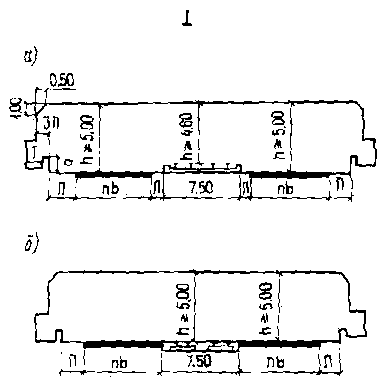 I
а)
0.50
1.00
3П
h = 5,00
h = 4.60
h = 5,00
a
П
nb
П
7.50
П
nb
П
б)
h = 5,00
h = 5,00
П
nb
7.50
nb
П